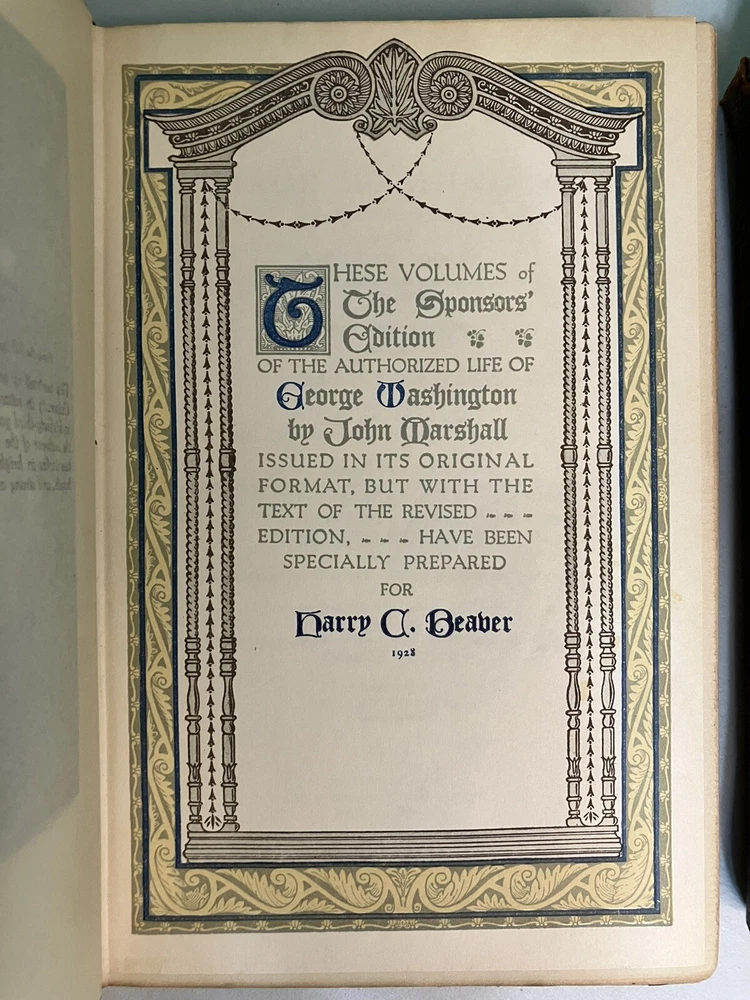 THESE VOLUMES of
The Sponsors'
Edition
OF THE AUTHORIZED LIFE OF
George Washington
by John Marshall
ISSUED IN ITS ORIGINAL
FORMAT, BUT WITH THE
TEXT OF THE REVISED
EDITION, HAVE BEEN
SPECIALLY PREPARED
FOR
Harry C. Beaver
1928